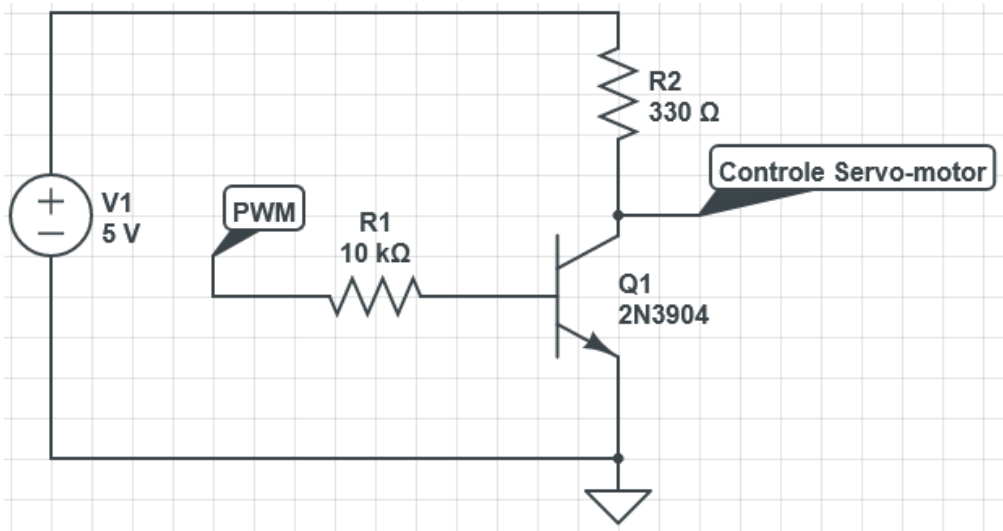 R2
330 Ω
Controle Servo-motor
V1
5 V
PWM
R1
10 kΩ
Q1
2N3904